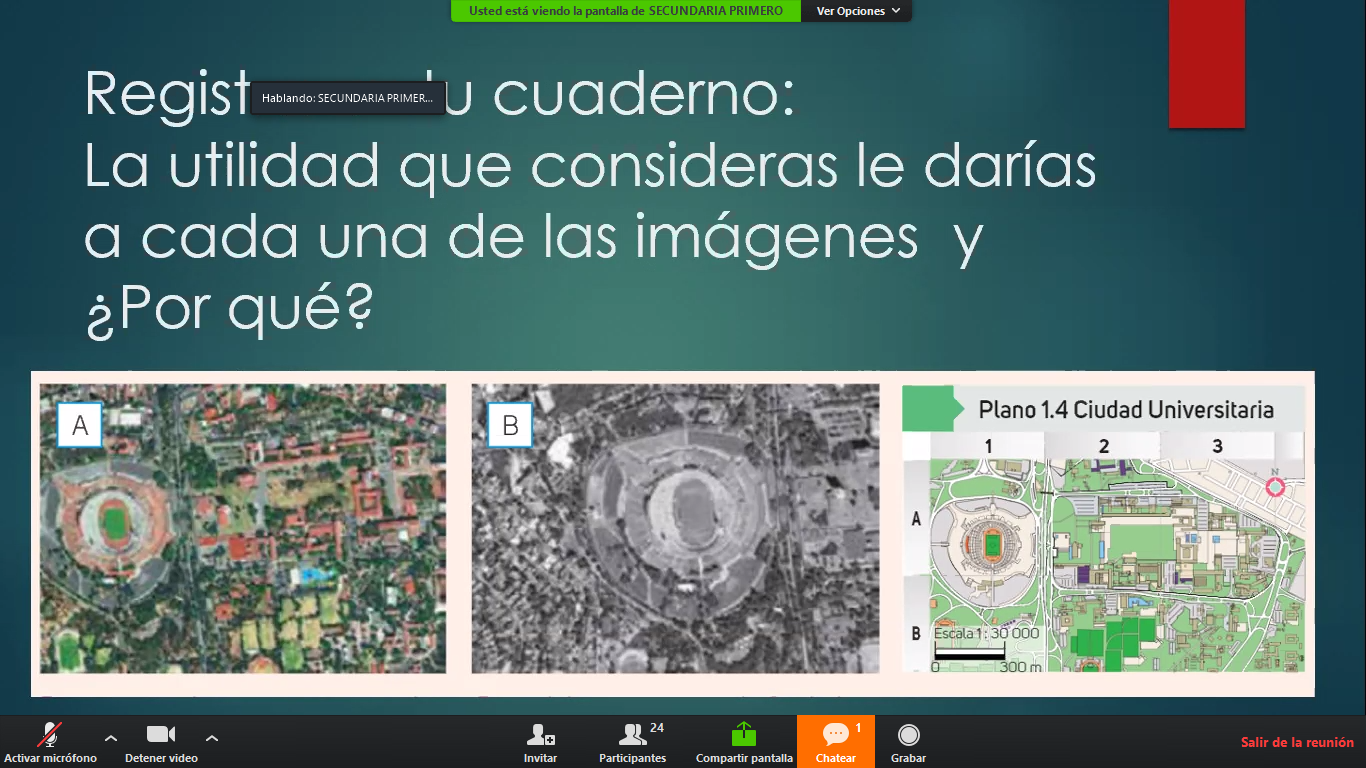 Usted está viendo la pantalla de SECUNDARIA PRIMERO
Ver Opciones
Regist u cuaderno:
Hablando: SECUNDARIA PRIMER...
La utilidad que consideras le darías
a cada una de las imágenes y
¿Por qué?
A
B
Plano 1.4 Ciudad Universitaria
1 2 3
N
A
B
Escala 1 : 30 000
0 300 m
Activar micrófono
Detener video
Invitar
24
Participantes
Compartir pantalla
1
Chatear
Grabar
Salir de la reunión